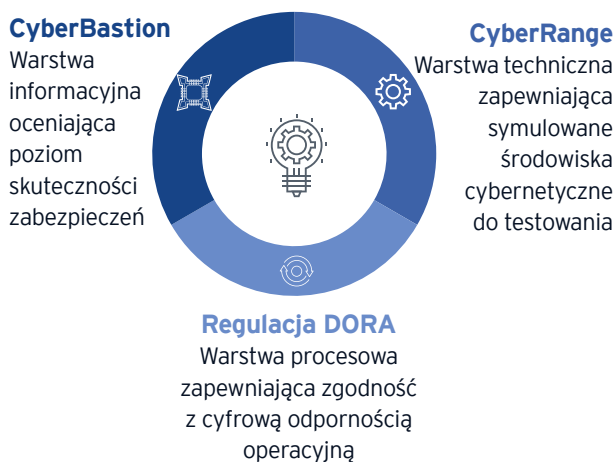 CyberBastion
Warstwa
informacyjna
oceniająca
poziom
skuteczności
zabezpieczeń
CyberRange
Warstwa techniczna
zapewniająca
symulowane
środowiska
cybernetyczne
do testowania
Regulacja DORA
Warstwa procesowa
zapewniająca zgodność
z cyfrową odpornością
operacyjną